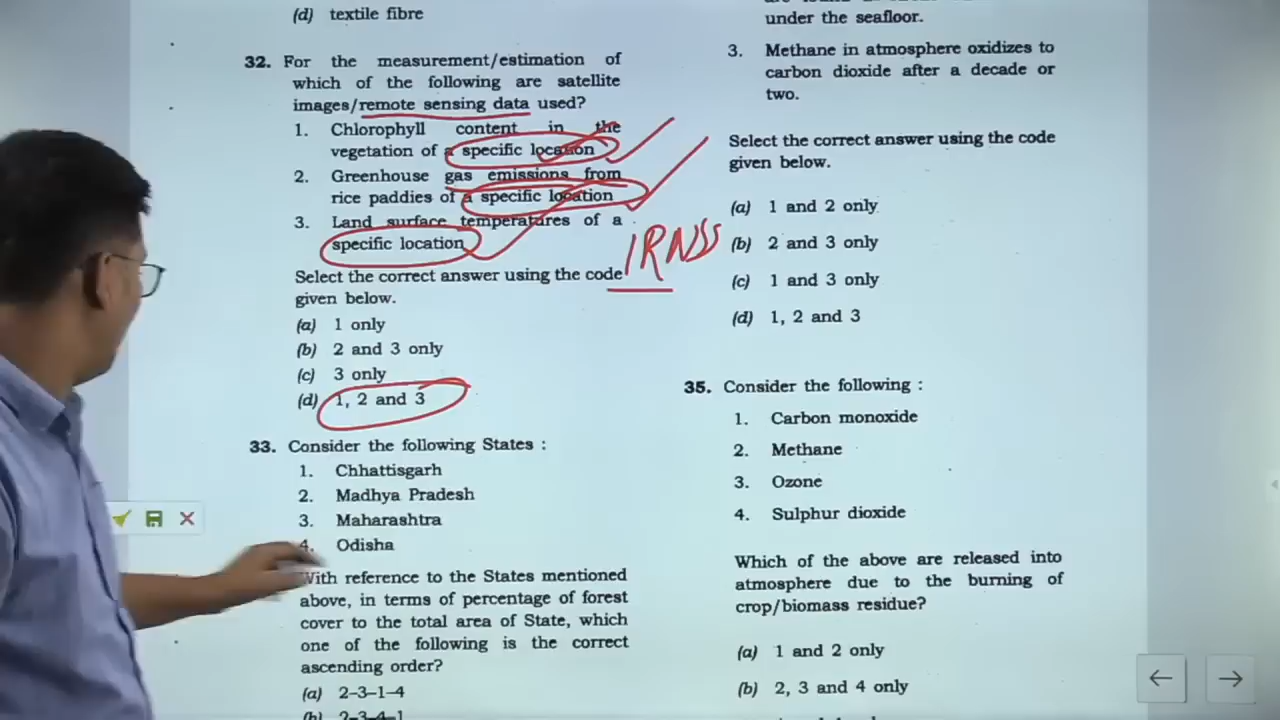 (d) textile fibre
32. For the measurement/estimation of
which of the following are satellite
images/remote sensing data used?
1. Chlorophyll content in the
vegetation of a specific location
2. Greenhouse gas emissions from
rice paddies of a specific location
3. Land surface temperatures of a
specific location
IRNSS
Select the correct answer using the code
given below.
(a) 1 only
(b) 2 and 3 only
(c) 3 only
(d) 1, 2 and 3
33. Consider the following States :
1. Chhattisgarh
2. Madhya Pradesh
3. Maharashtra
4. Odisha
With reference to the States mentioned
above, in terms of percentage of forest
cover to the total area of State, which
one of the following is the correct
ascending order?
(a) 2-3-1-4
(b) 2-3-4-1
under the seafloor.
3. Methane in atmosphere oxidizes to
carbon dioxide after a decade or
two.
Select the correct answer using the code
given below.
(a) 1 and 2 only
(b) 2 and 3 only
(c) 1 and 3 only
(d) 1, 2 and 3
35. Consider the following :
1. Carbon monoxide
2. Methane
3. Ozone
4. Sulphur dioxide
Which of the above are released into
atmosphere due to the burning of
crop/biomass residue?
(a) 1 and 2 only
(b) 2, 3 and 4 only